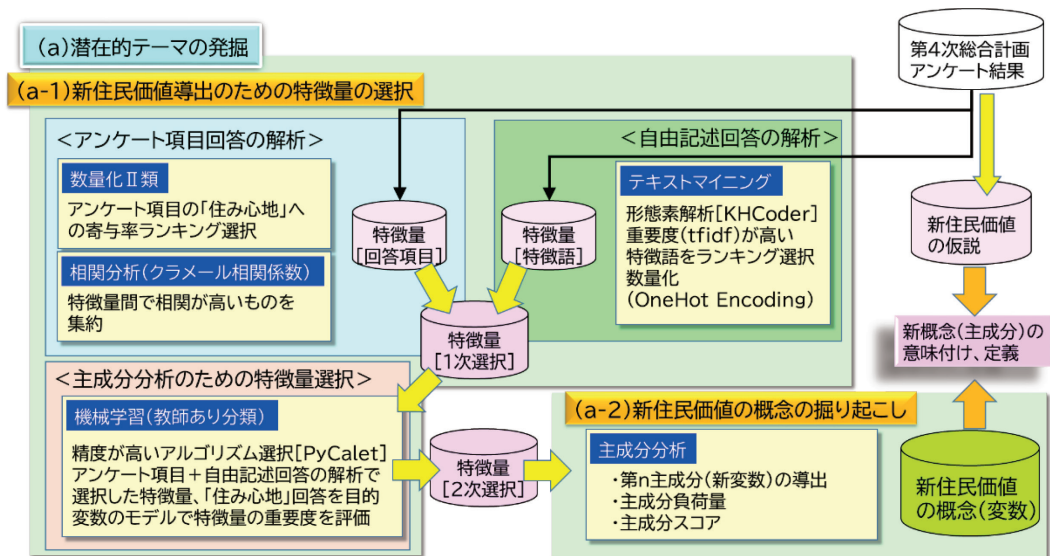 (a)潜在的テーマの発掘
(a-1)新住民価値導出のための特徴量の選択
第4次総合計画
アンケート結果
<アンケート項目回答の解析>
数量化Ⅱ類
アンケート項目の「住み心地」へ
の寄与率ランキング選択
相関分析(クラメール相関係数)
特徴量間で相関が高いものを
集約
特徴量
[回答項目]
<自由記述回答の解析>
特徴量
[特徴語]
テキストマイニング
形態素解析[KHCoder]
重要度(tfidf)が高い
特徴語をランキング選択
数量化
(OneHot Encoding)
新住民価値
の仮説
特徴量
[1次選択]
新概念(主成分)の
意味付け、定義
<主成分分析のための特徴量選択>
機械学習(教師あり分類)
精度が高いアルゴリズム選択[PyCalet]
アンケート項目+自由記述回答の解析で
選択した特徴量、「住み心地」回答を目的
変数のモデルで特徴量の重要度を評価
特徴量
[2次選択]
(a-2)新住民価値の概念の掘り起こし
主成分分析
・第n主成分(新変数)の導出
・主成分負荷量
・主成分スコア
新住民価値
の概念(変数)